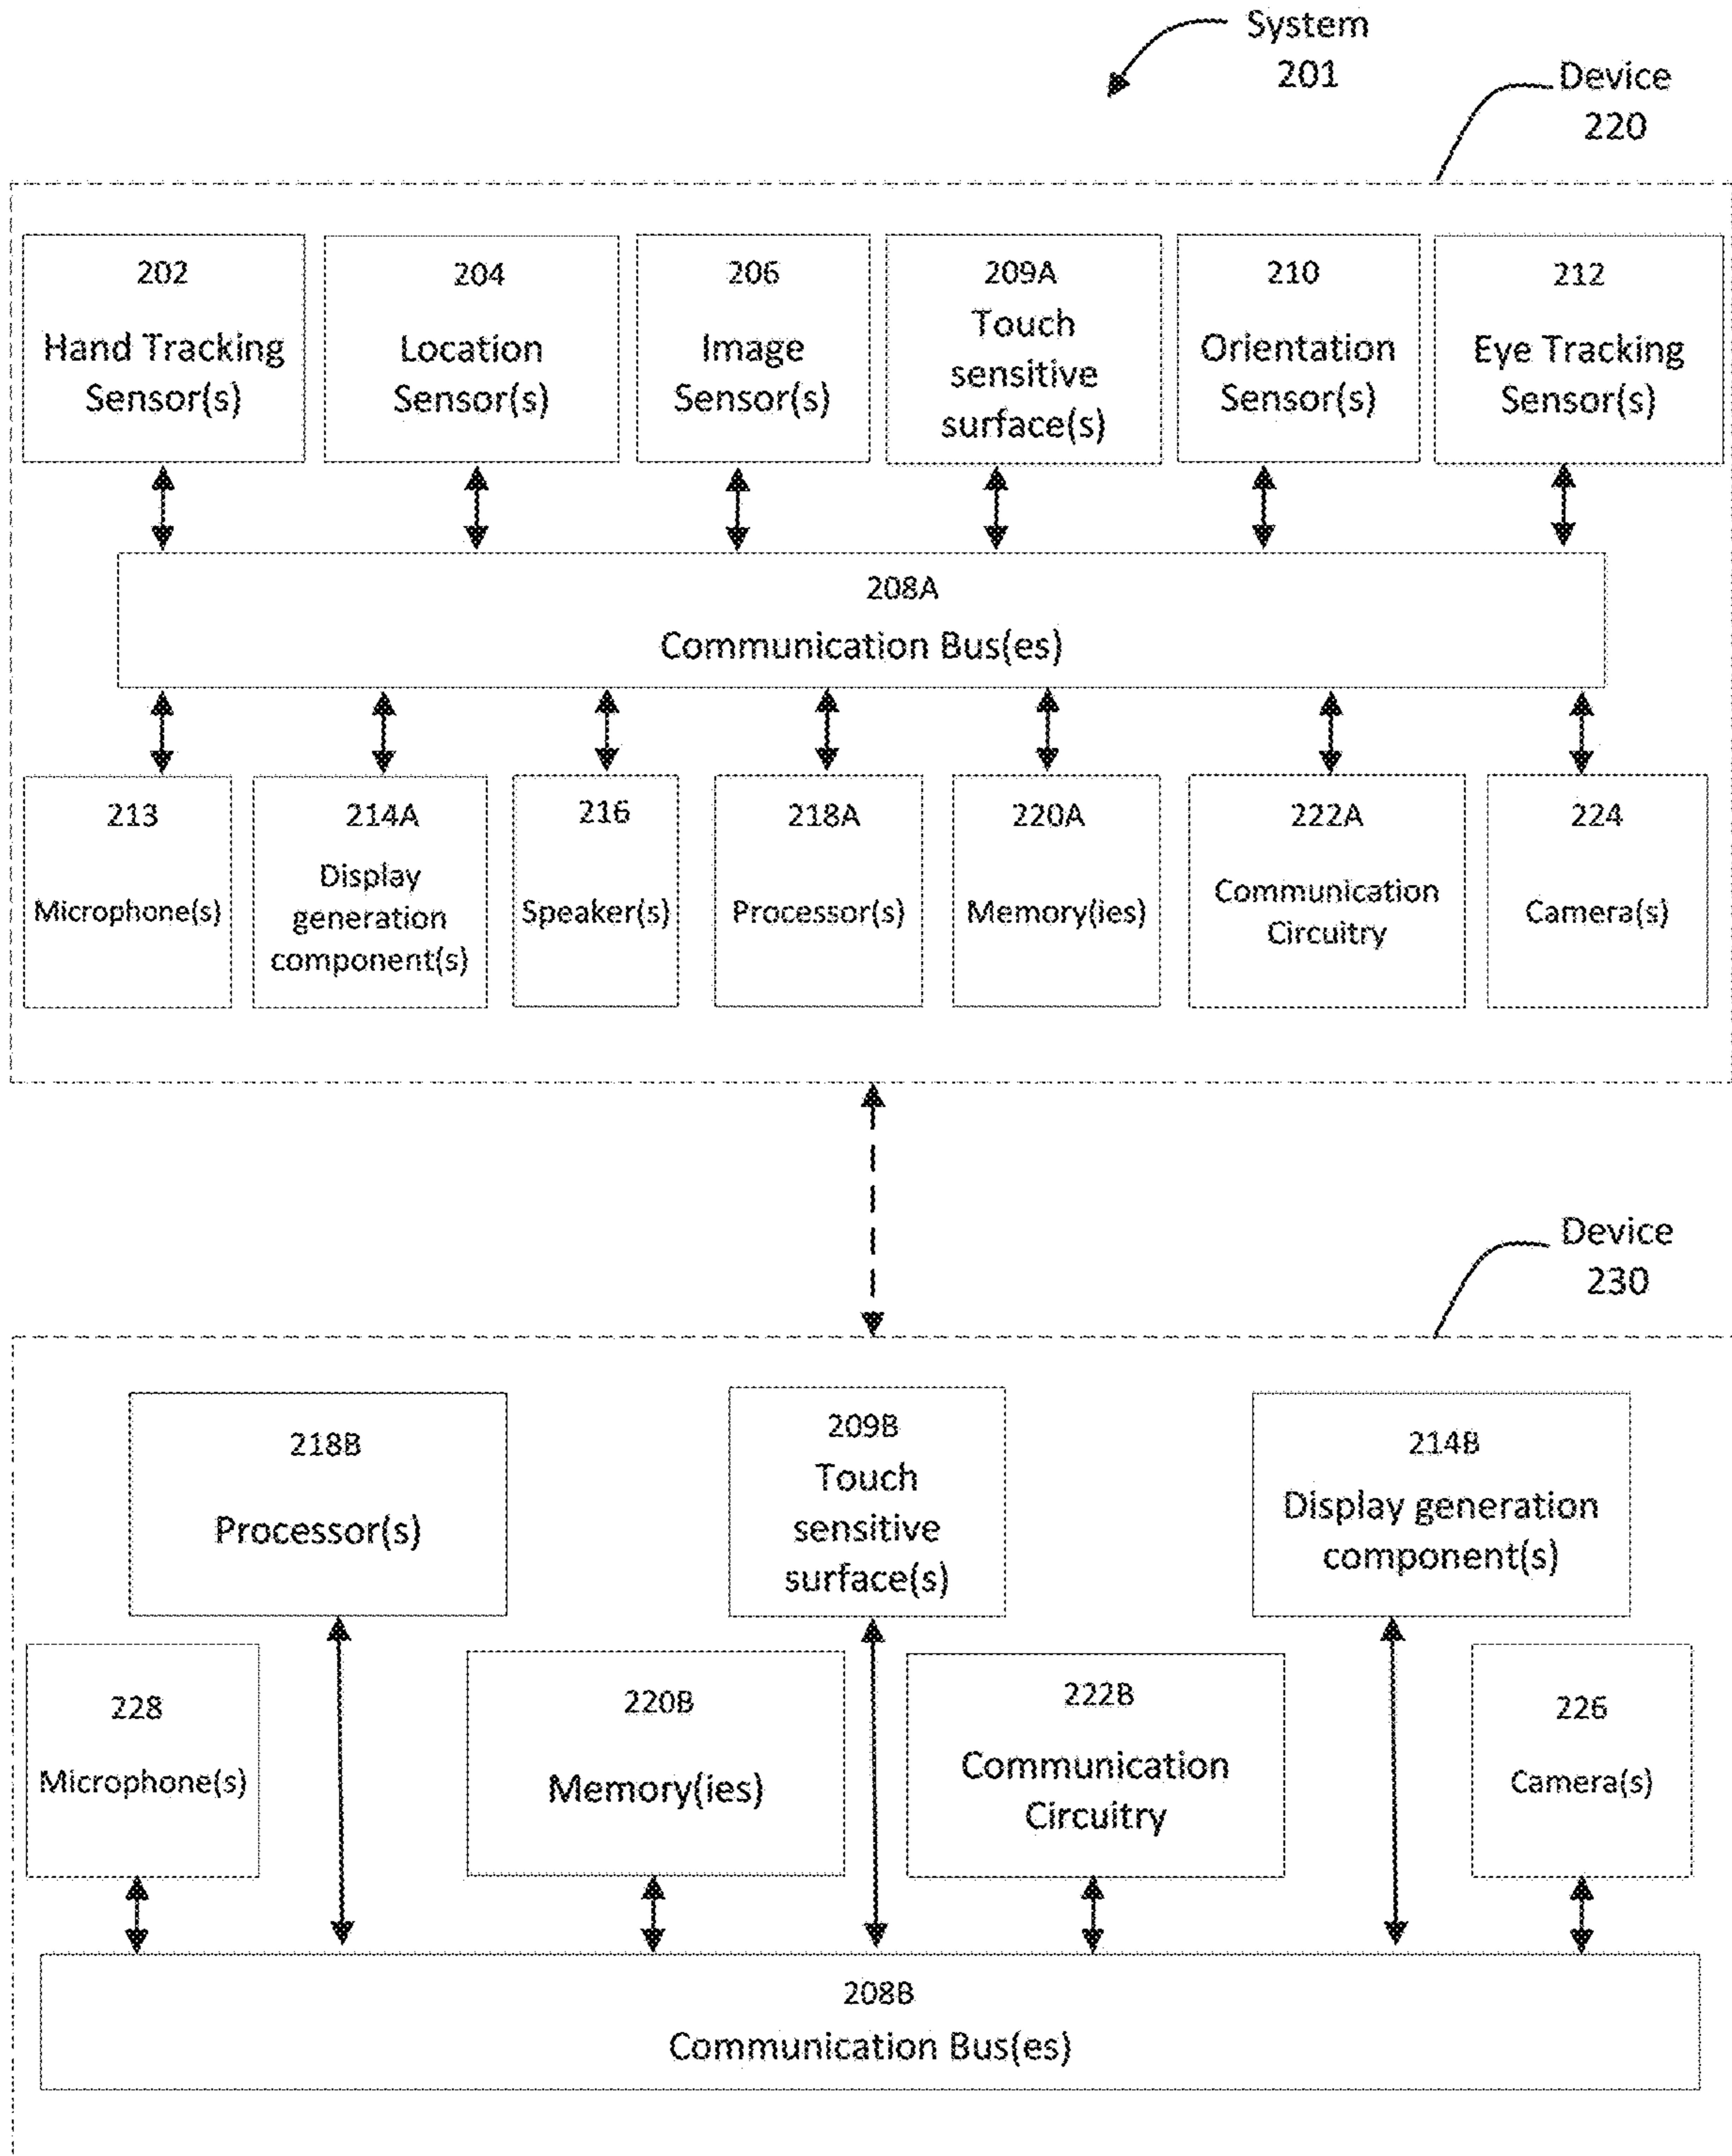 System
201
Device
220
202
Hand Tracking
Sensor(s)
204
Location
Sensor(s)
206
Image
Sensor(s)
209A
Touch
sensitive
surface(s)
210
Orientation
Sensor(s)
212
Eye Tracking
Sensor(s)
208A
Communication Bus(es)
213
Microphone(s)
214A
Display
generation
component(s)
216
Speaker(s)
218A
Processor(s)
220A
Memory(ies)
222A
Communication
Circuitry
224
Camera(s)
Device
230
218B
Processor(s)
209B
Touch
sensitive
surface(s)
214B
Display generation
component(s)
228
Microphone(s)
220B
Memory(ies)
222B
Communication
Circuitry
226
Camera(s)
208B
Communication Bus(es)